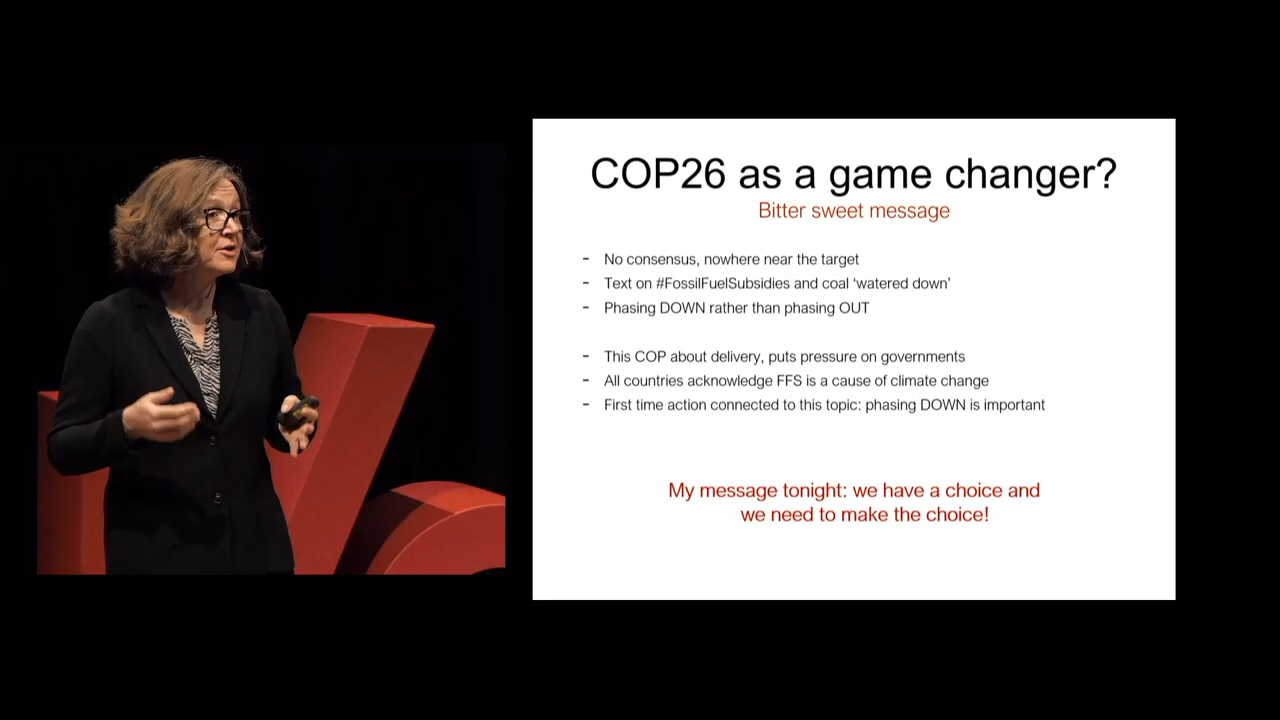 COP26 as a game changer?
Bitter sweet message
- No consensus, nowhere near the target
- Text on #FossilFuelSubsidies and coal ‘watered down’
- Phasing DOWN rather than phasing OUT
- This COP about delivery, puts pressure on governments
- All countries acknowledge FFS is a cause of climate change
- First time action connected to this topic: phasing DOWN is important
My message tonight: we have a choice and
we need to make the choice!